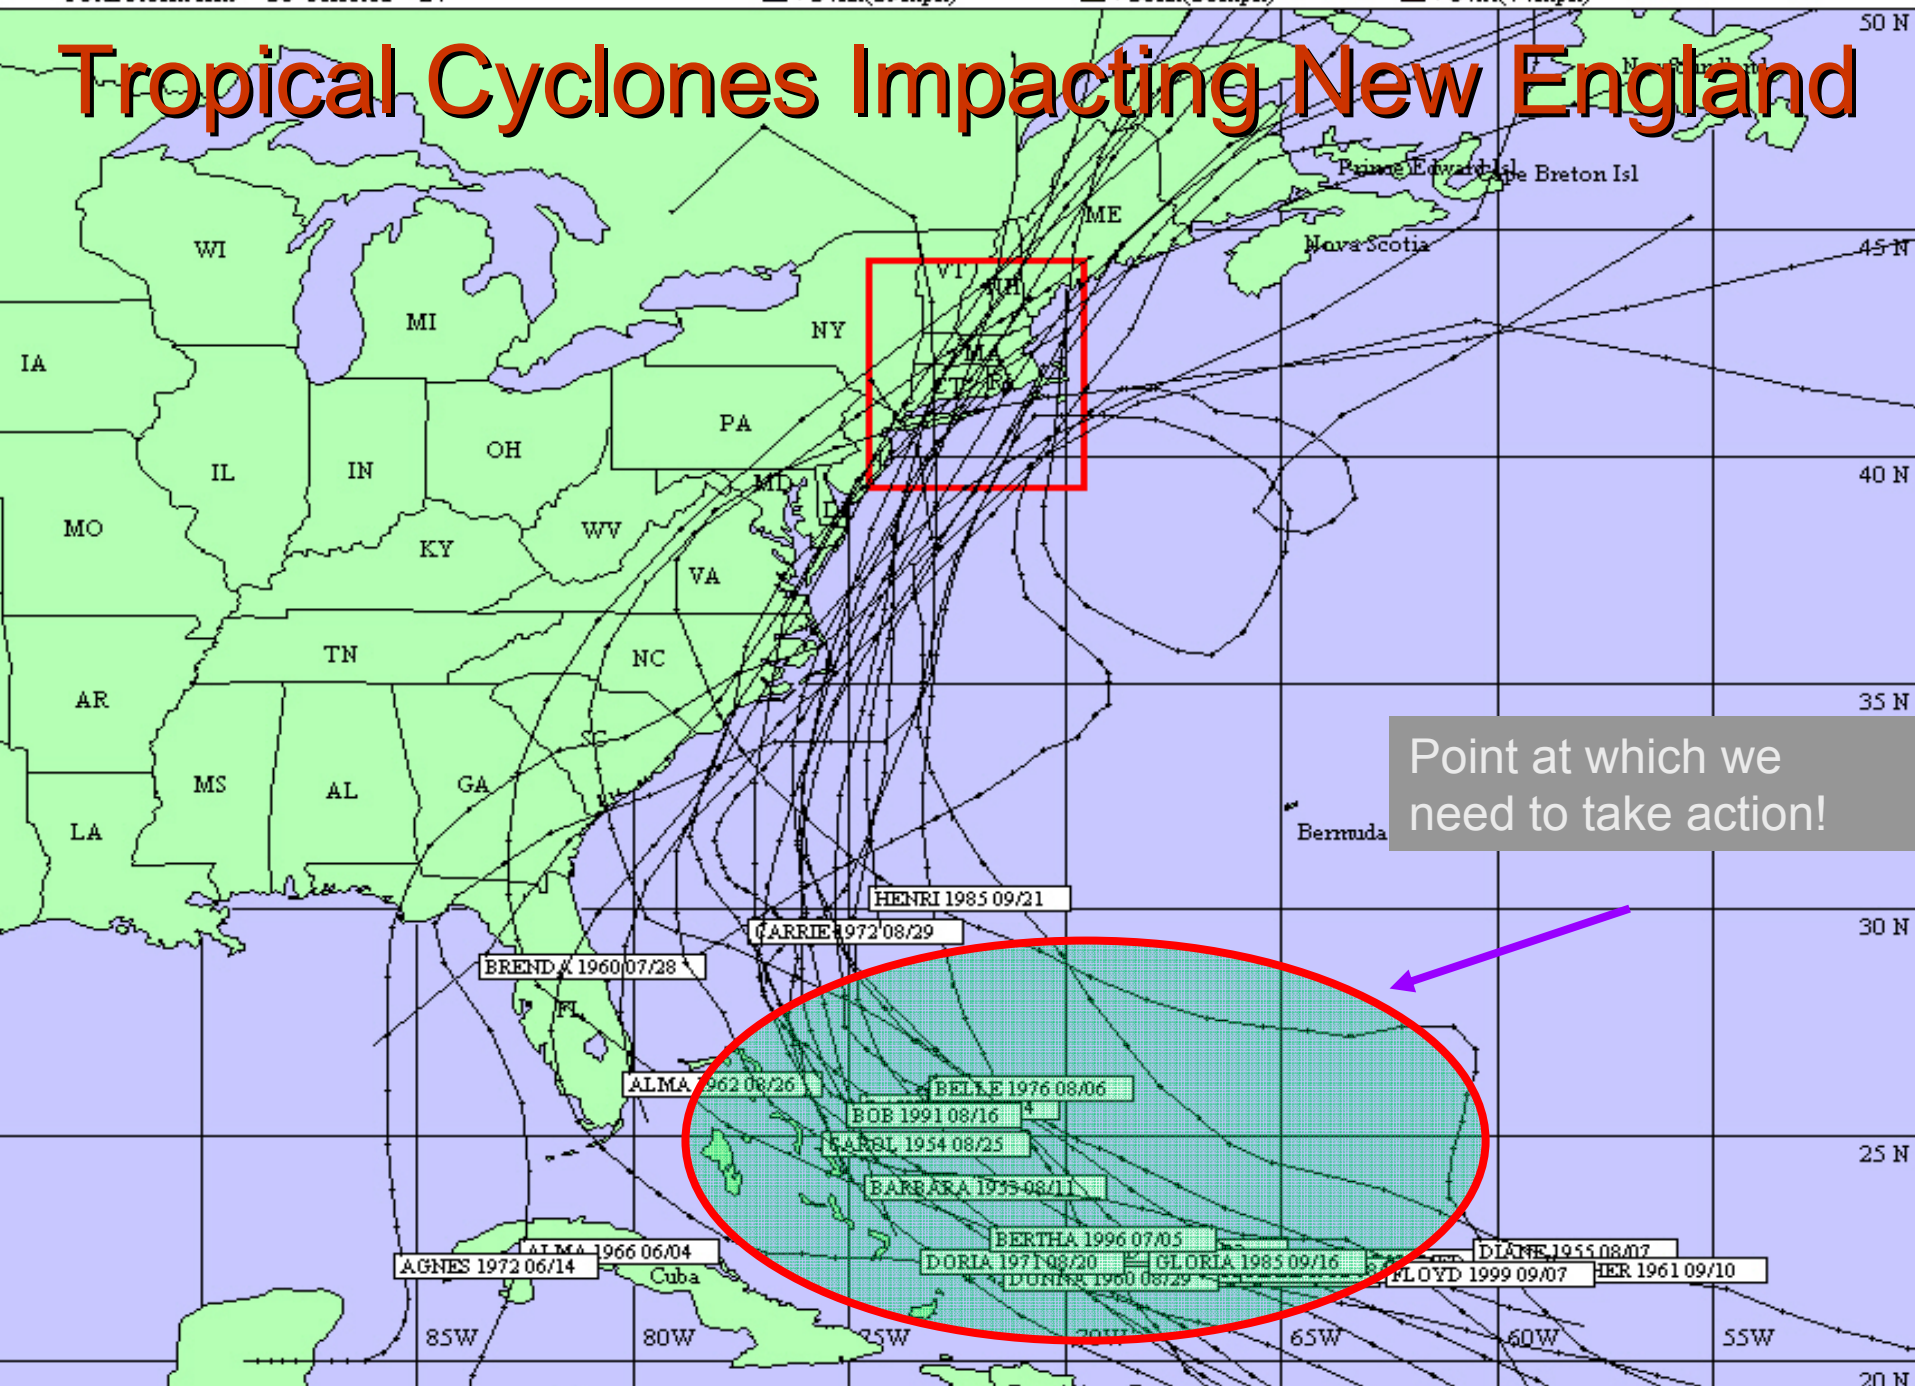 Tropical Cyclones Impacting New England
50 N
Prince Edward Isl
Cape Breton Isl
ME
Nova Scotia
45 N
WI
VT
NH
MI
NY
IA
MA
CT
RI
PA
OH
IL
IN
40 N
MD
MO
WV
KY
VA
TN
NC
AR
35 N
SC
Point at which we
need to take action!
MS
AL
GA
LA
Bermuda
HENRI 1985 09/21
CARRIE 1972 08/29
30 N
BRENDA 1960 07/28
FL
ALMA 1962 08/26
BELLE 1976 08/06
BOB 1991 08/16
CAROL 1954 08/25
25 N
BARBARA 1953 08/11
BERTHA 1996 07/05
ALMA 1966 06/04
DIANE 1955 08/07
AGNES 1972 06/14
DORIA 1971 08/20
GLORIA 1985 09/16
HER 1961 09/10
Cuba
DONNA 1960 08/29
FLOYD 1999 09/07
85W
80W
75W
70W
65W
60W
55W
20 N